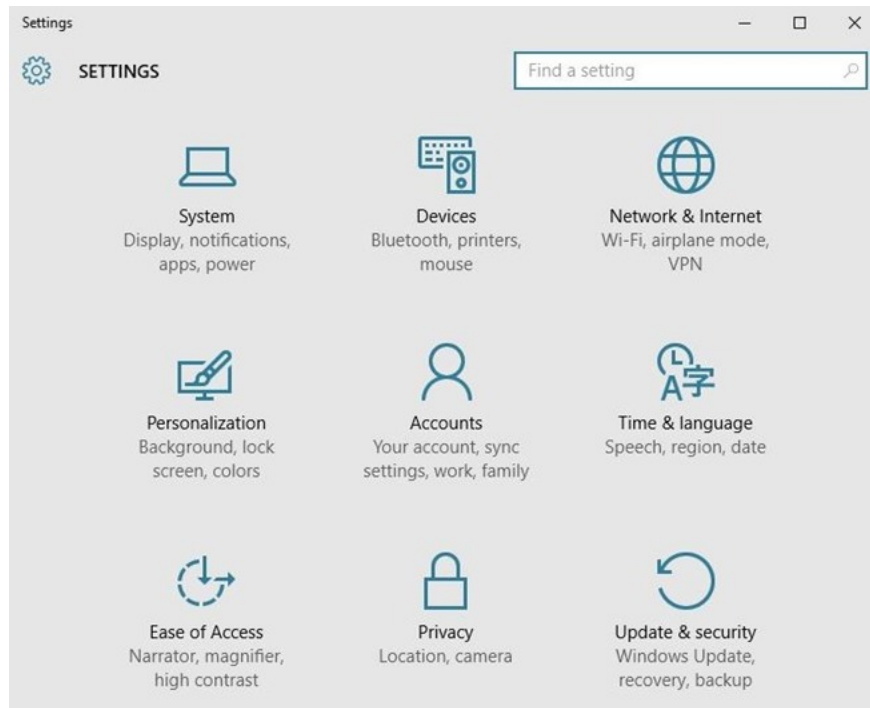 Settings
SETTINGS
Find a setting
System
Display, notifications,
apps, power
Devices
Bluetooth, printers,
mouse
Network & Internet
Wi-Fi, airplane mode,
VPN
Personalization
Background, lock
screen, colors
Accounts
Your account, sync
settings, work, family
A字
Time & language
Speech, region, date
Ease of Access
Narrator, magnifier,
high contrast
Privacy
Location, camera
Update & security
Windows Update,
recovery, backup